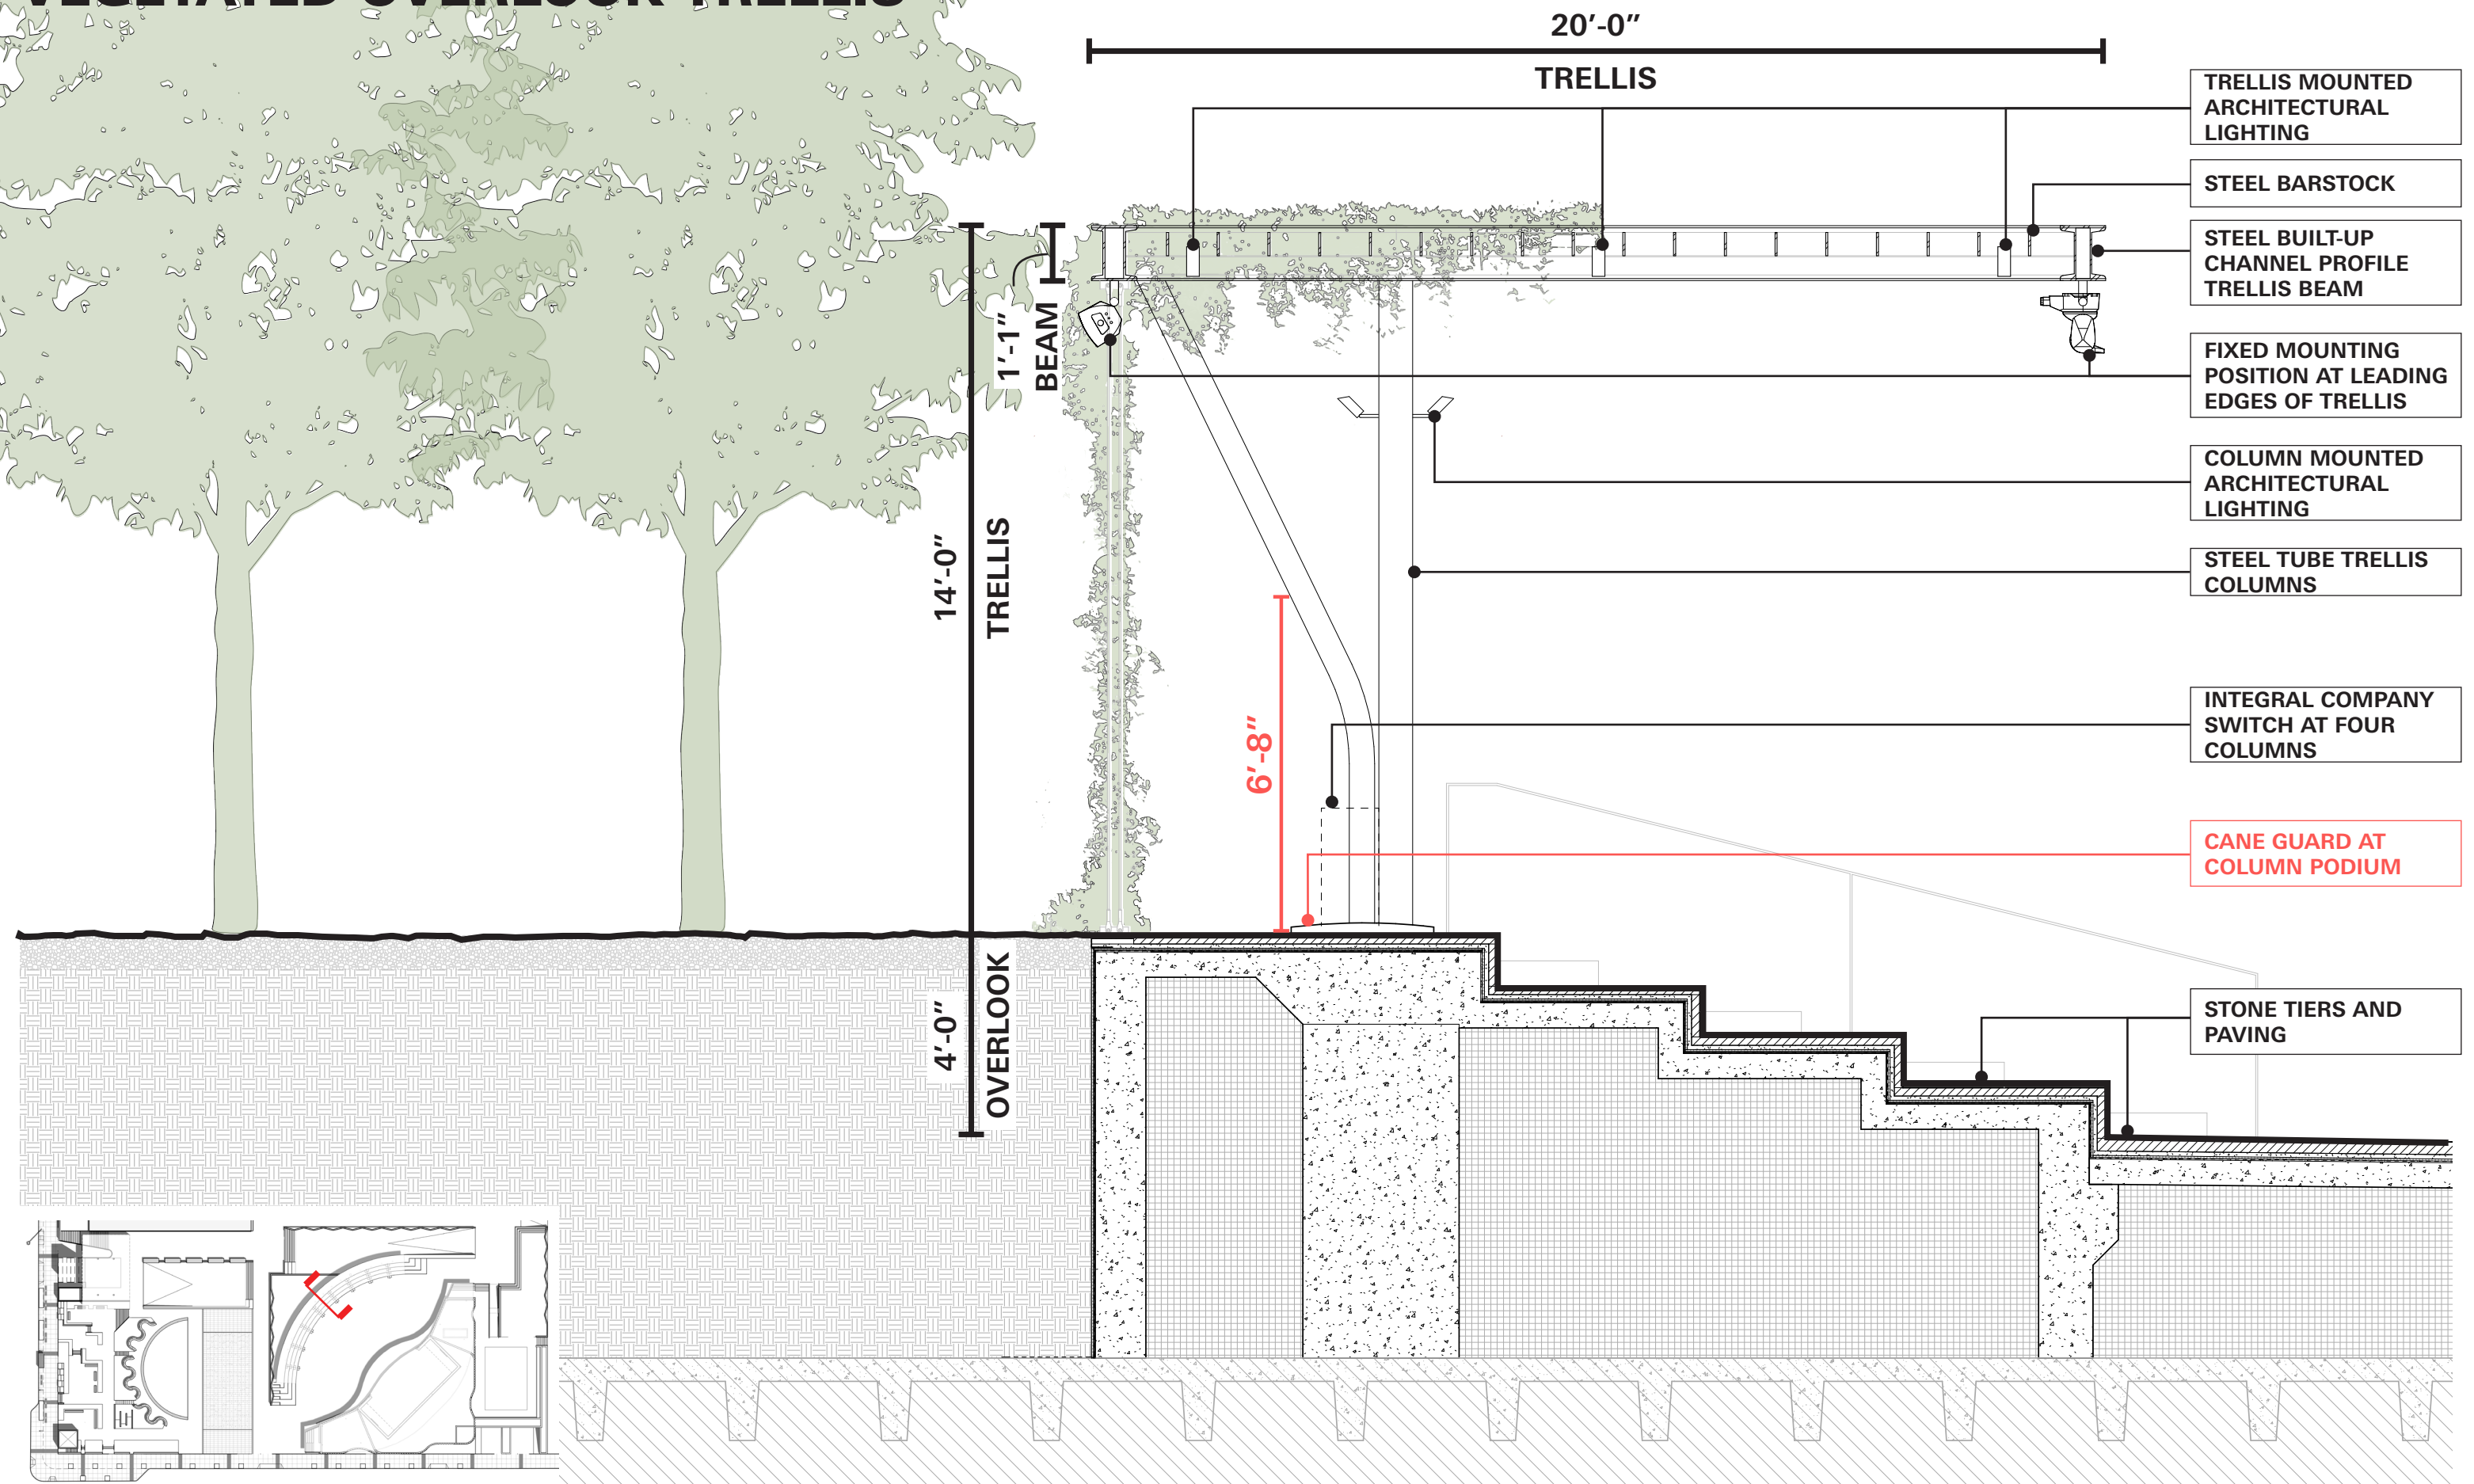 VEGETATED OVERLOOK TRELLIS
20'-0"
TRELLIS
TRELLIS MOUNTED
ARCHITECTURAL
LIGHTING
STEEL BARSTOCK
STEEL BUILT-UP
CHANNEL PROFILE
TRELLIS BEAM
FIXED MOUNTING
POSITION AT LEADING
EDGES OF TRELLIS
COLUMN MOUNTED
ARCHITECTURAL
LIGHTING
STEEL TUBE TRELLIS
COLUMNS
INTEGRAL COMPANY
SWITCH AT FOUR
COLUMNS
CANE GUARD AT
COLUMN PODIUM
STONE TIERS AND
PAVING
1'-1"
BEAM
14'-0"
TRELLIS
6'-8"
4'-0"
OVERLOOK